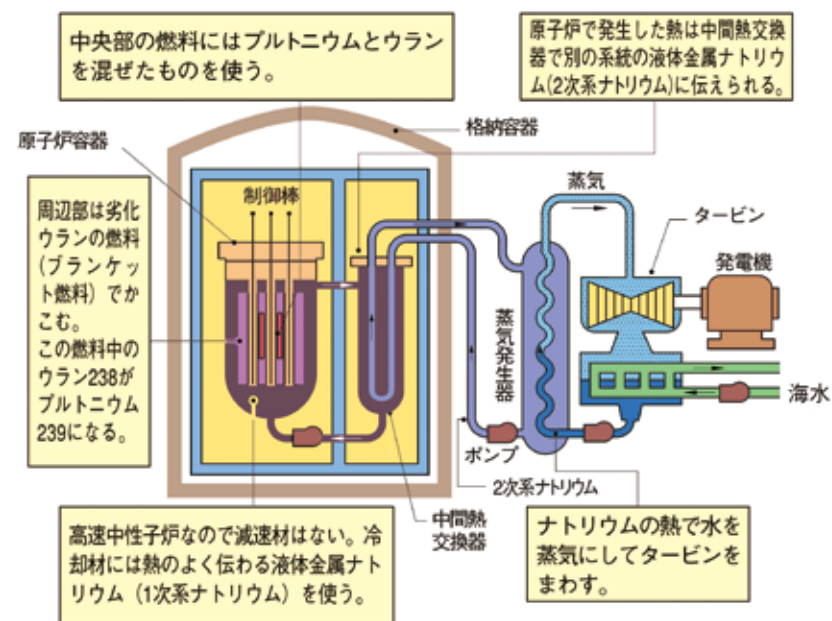 中央部の燃料にはプルトニウムとウラン
を混ぜたものを使う。
原子炉で発生した熱は中間熱交換
器で別の系統の液体金属ナトリウ
ム(2次系ナトリウム)に伝えられる。
原子炉容器
格納容器
制御棒
周辺部は劣化
ウランの燃料
(ブランケッ
ト燃料)でか
こむ。
この燃料中の
ウラン238が
プルトニウム
239になる。
蒸気
タービン
発電機
蒸気発生器
海水
ポンプ
2次系ナトリウム
中間熱
交換器
高速中性子炉なので減速材はない。冷
却材には熱のよく伝わる液体金属ナト
リウム(1次系ナトリウム)を使う。
ナトリウムの熱で水を
蒸気にしてタービンを
まわす。